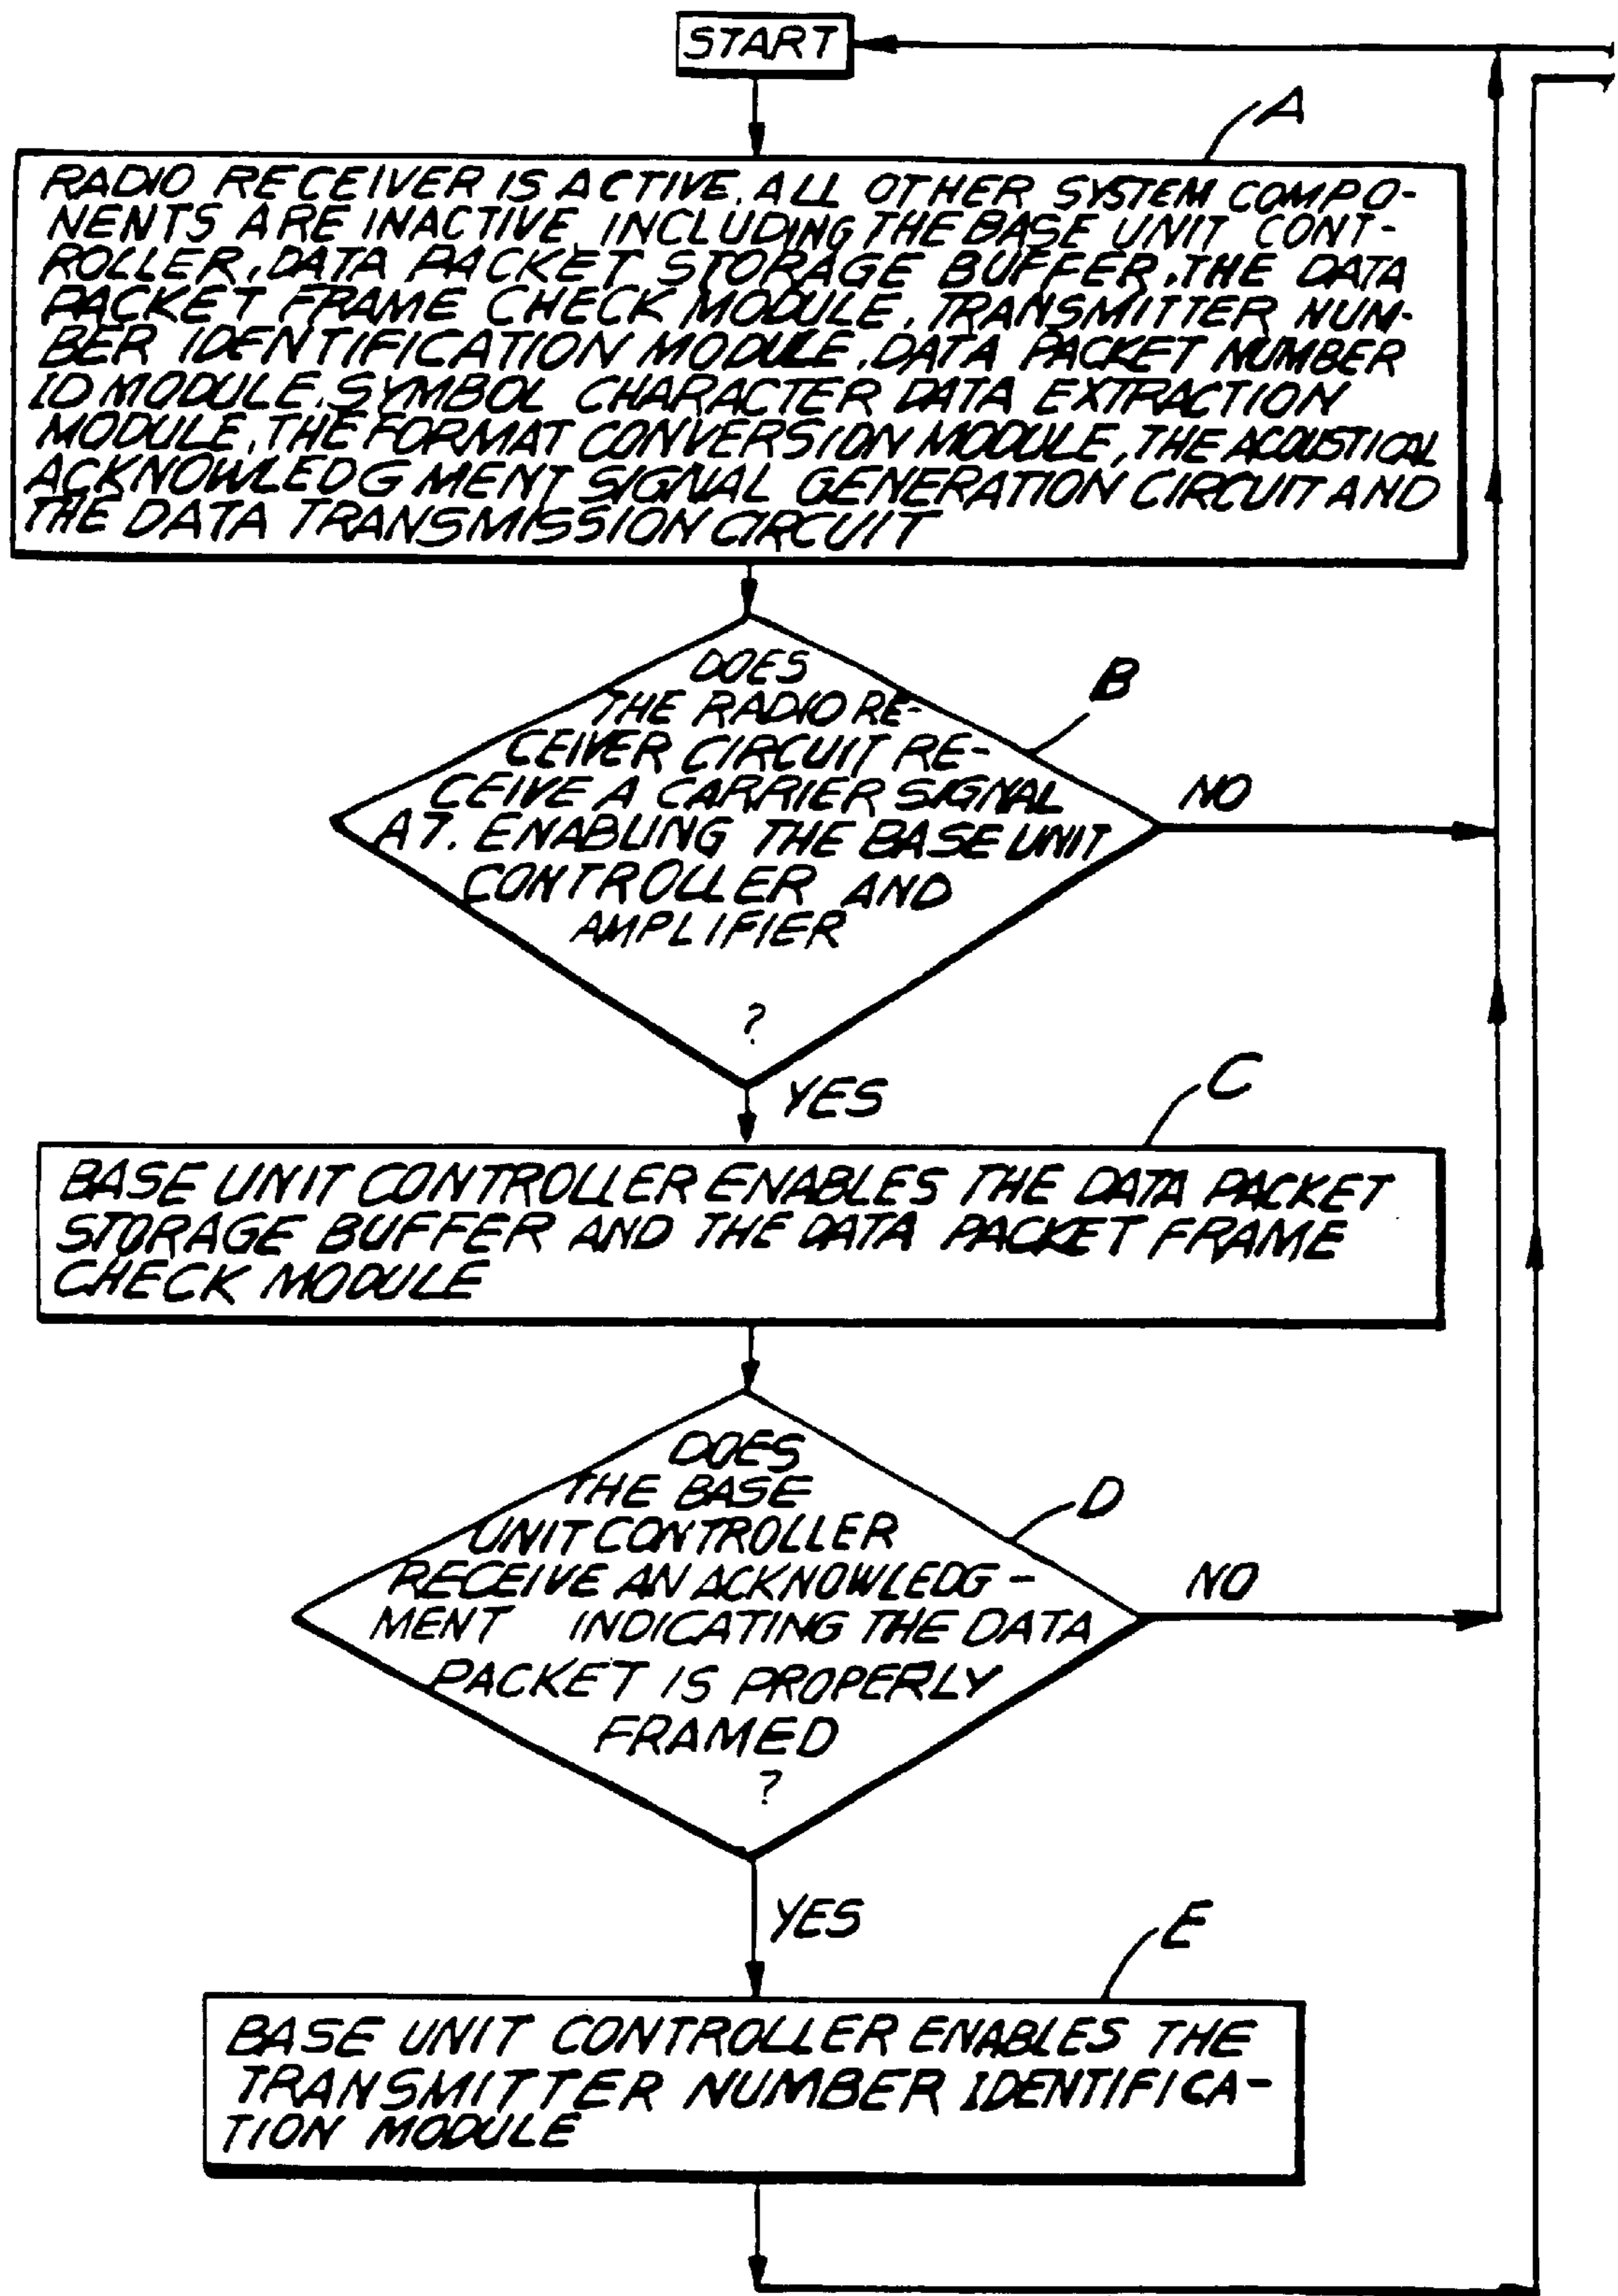 START
A
RADIO RECEIVER IS ACTIVE. ALL OTHER SYSTEM COMPO-
NENTS ARE INACTIVE, INCLUDING THE BASE UNIT CONT-
ROLLER, DATA PACKET STORAGE BUFFER, THE DATA
PACKET FRAME CHECK MODULE, TRANSMITTER NUM-
BER IDENTIFICATION MODULE, DATA PACKET NUMBER
ID MODULE, SYMBOL CHARACTER DATA EXTRACTION
MODULE, THE FORMAT CONVERSION MODULE, THE ACOUSTICAL
ACKNOWLEDGMENT SIGNAL GENERATION CIRCUIT AND
THE DATA TRANSMISSION CIRCUIT
B
DOES
THE RADIO RE-
CEIVER CIRCUIT RE-
CEIVE A CARRIER SIGNAL
AT. ENABLING THE BASE UNIT
CONTROLLER AND
AMPLIFIER
?
NO
YES
C
BASE UNIT CONTROLLER ENABLES THE DATA PACKET
STORAGE BUFFER AND THE DATA PACKET FRAME
CHECK MODULE
D
DOES
THE BASE
UNIT CONTROLLER
RECEIVE AN ACKNOWLEDG-
MENT INDICATING THE DATA
PACKET IS PROPERLY
FRAMED
?
NO
YES
E
BASE UNIT CONTROLLER ENABLES THE
TRANSMITTER NUMBER IDENTIFICA-
TION MODULE